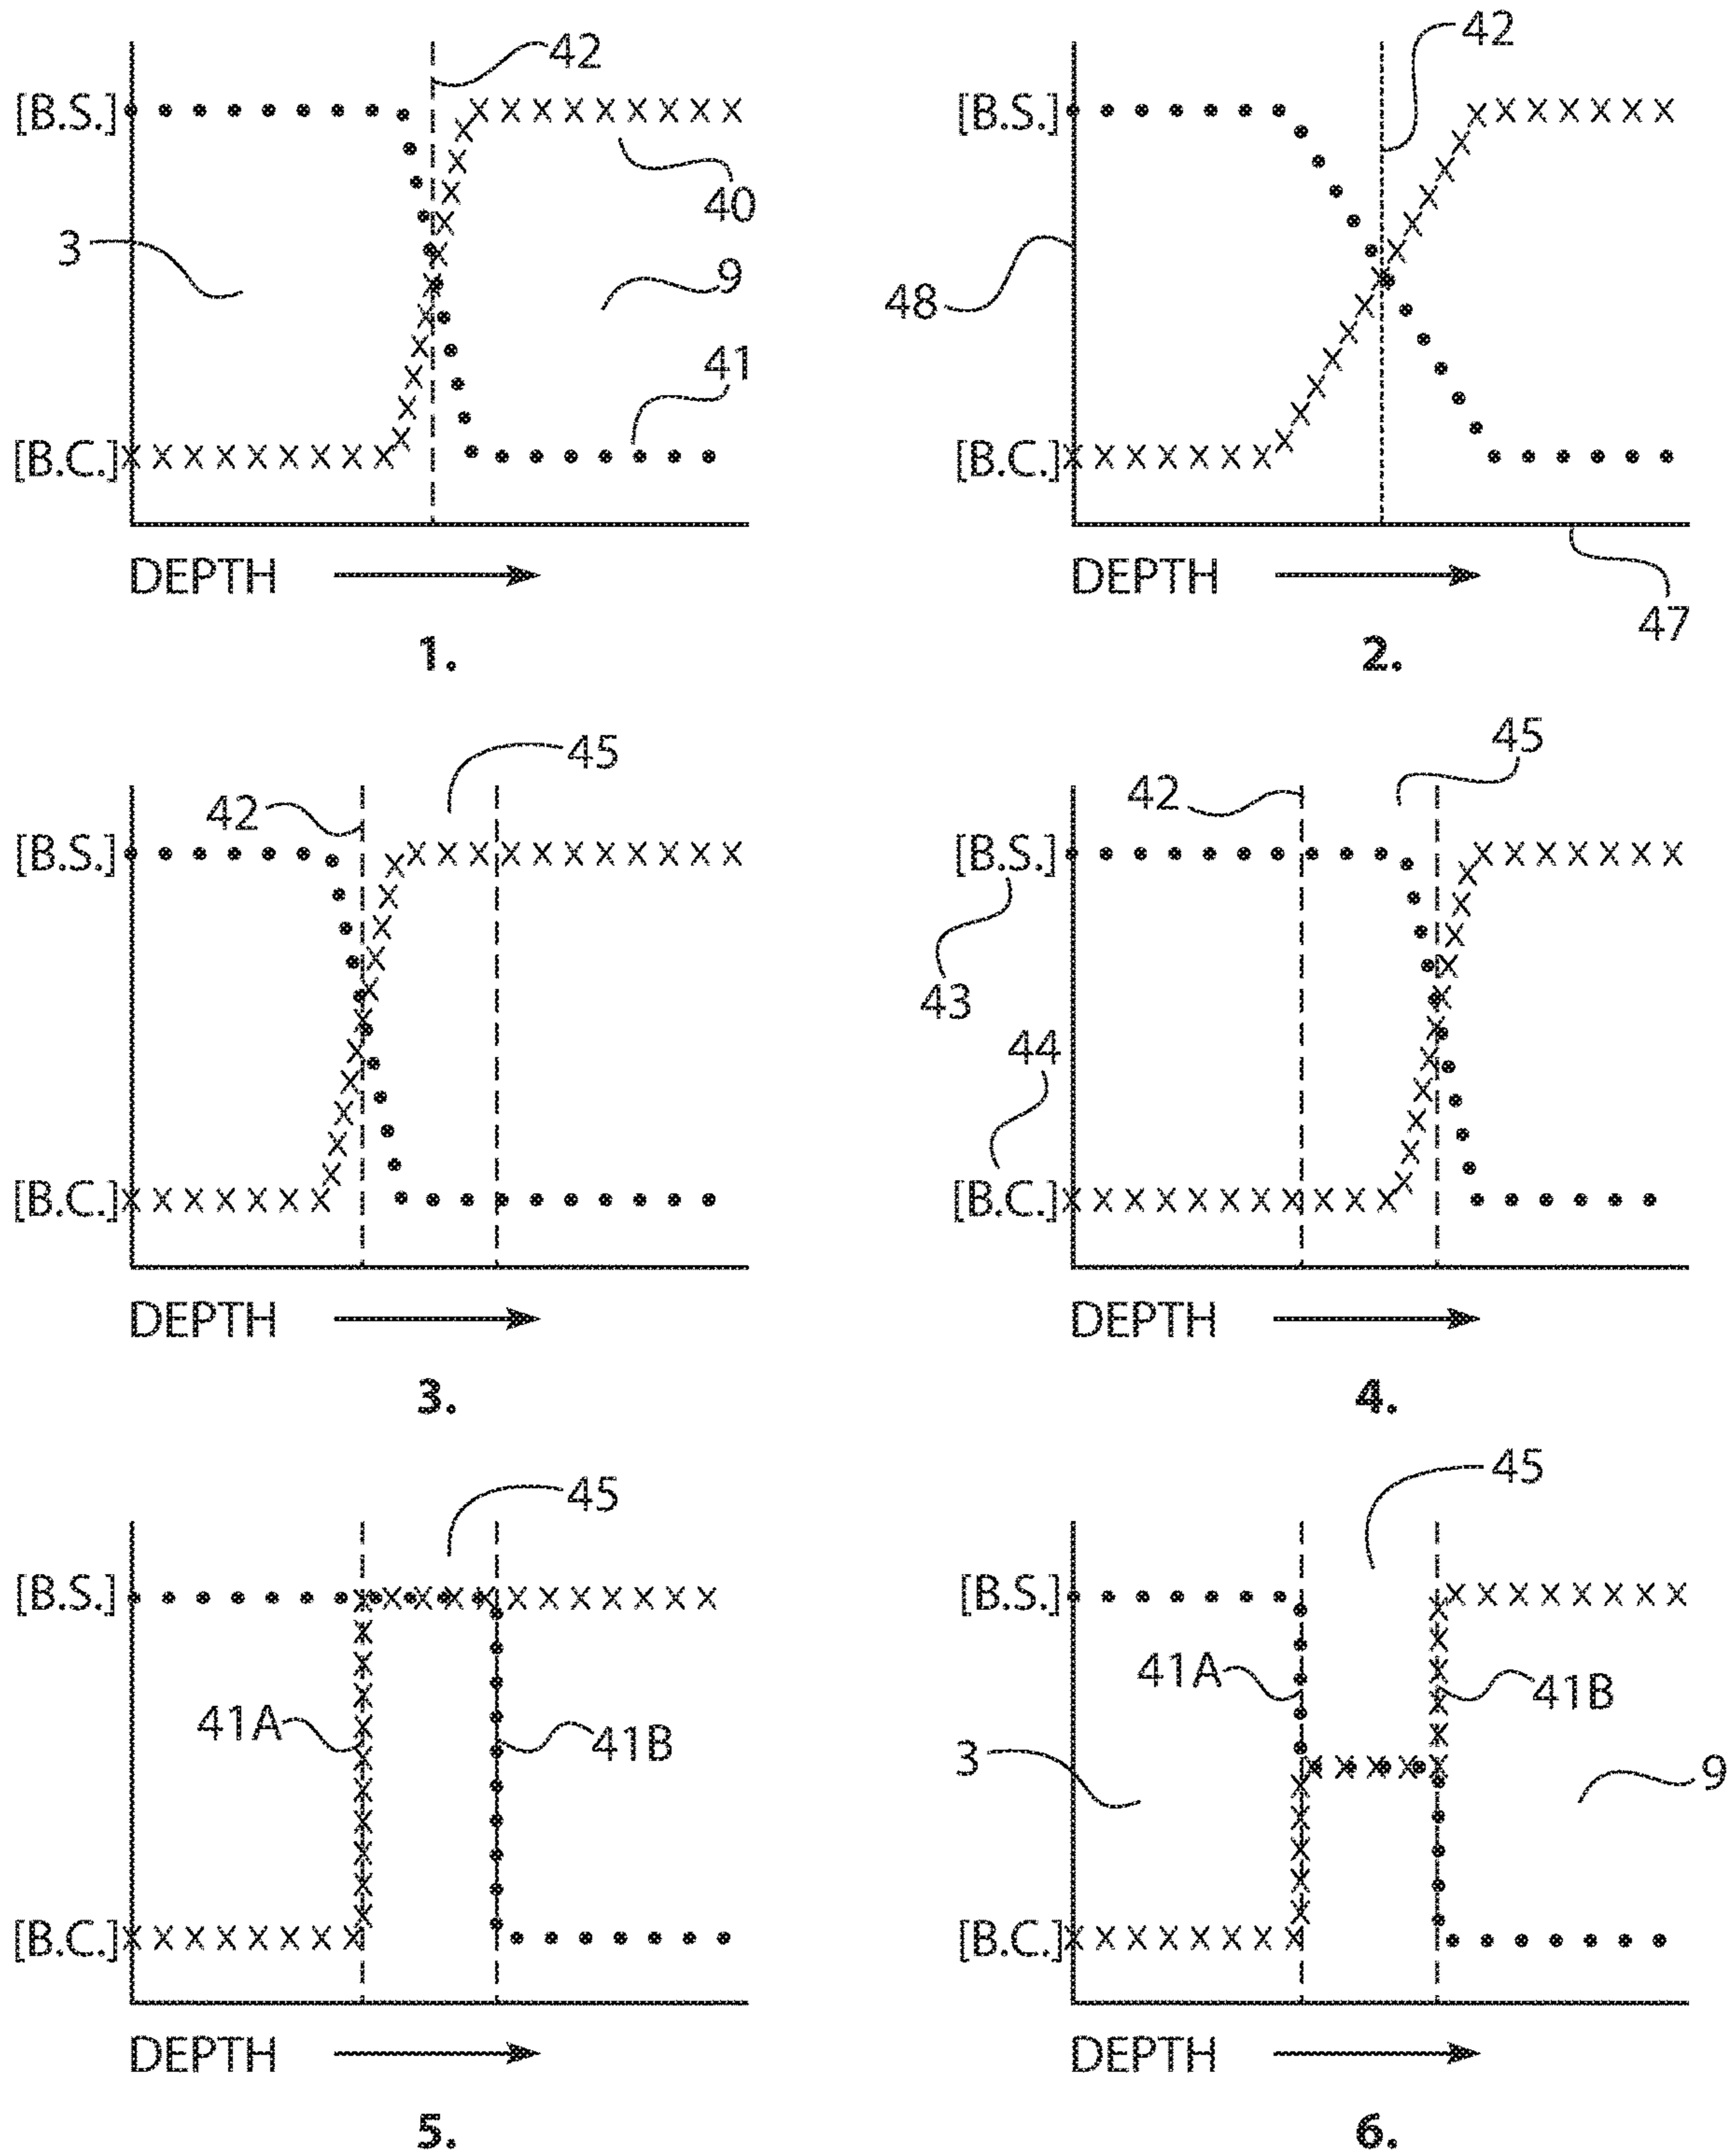 42
[B.S.]
40
3
9
41
[B.C.]
DEPTH
1.
42
[B.S.]
48
[B.C.]
DEPTH
47
2.
45
42
[B.S.]
[B.C.]
DEPTH
3.
45
42
[B.S.]
43
44
[B.C.]
DEPTH
4.
45
[B.S.]
41A
41B
[B.C.]
DEPTH
5.
45
[B.S.]
41A
41B
3
9
[B.C.]
DEPTH
6.